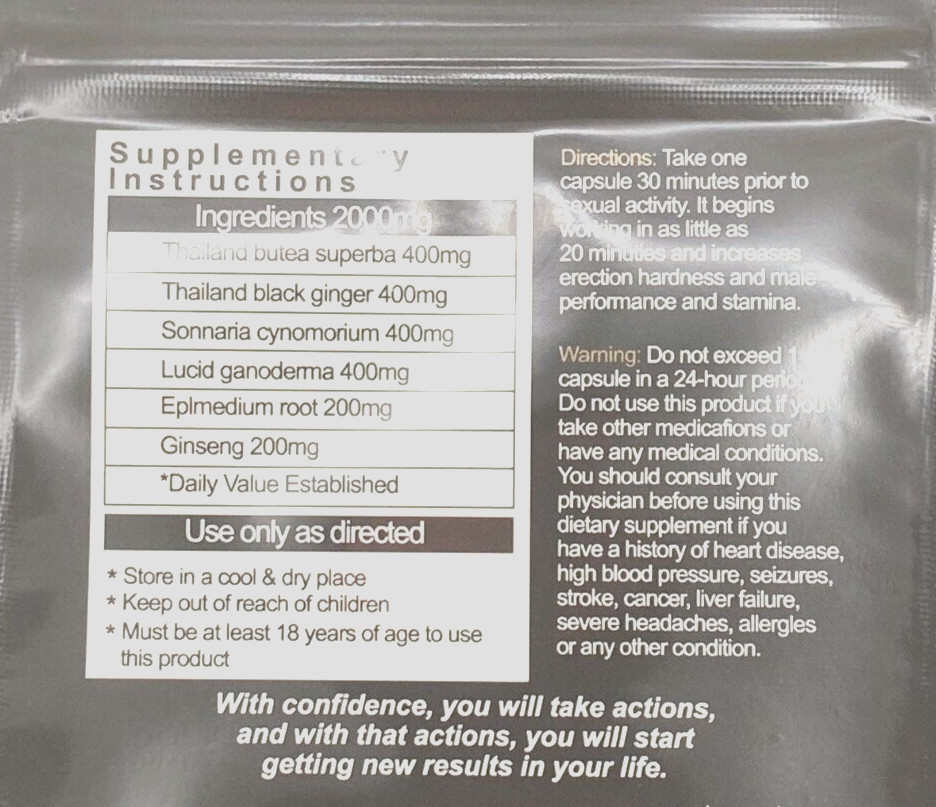 Supplementary
Instructions
Ingredients 2000mg
Thailand butea superba 400mg
Thailand black ginger 400mg
Sonnaria cynomorium 400mg
Lucid ganoderma 400mg
Eplmedium root 200mg
Ginseng 200mg
*Daily Value Established
Use only as directed
* Store in a cool & dry place
* Keep out of reach of children
* Must be at least 18 years of age to use
this product
Directions: Take one
capsule 30 minutes prior to
sexual activity. It begins
working in as little as
20 minuties and increases
erection hardness and male
performance and stamina.
Warning: Do not exceed 1
capsule in a 24-hour period
Do not use this product if you
take other medicafions or
have any medical conditions.
You should consult your
physician before using this
dietary supplement if you
have a history of heart disease,
high blood pressure, seizures,
stroke, cancer, liver failure,
severe headaches, allergles
or any other condition.
With confidence, you will take actions,
and with that actions, you will start
getting new results in your life.